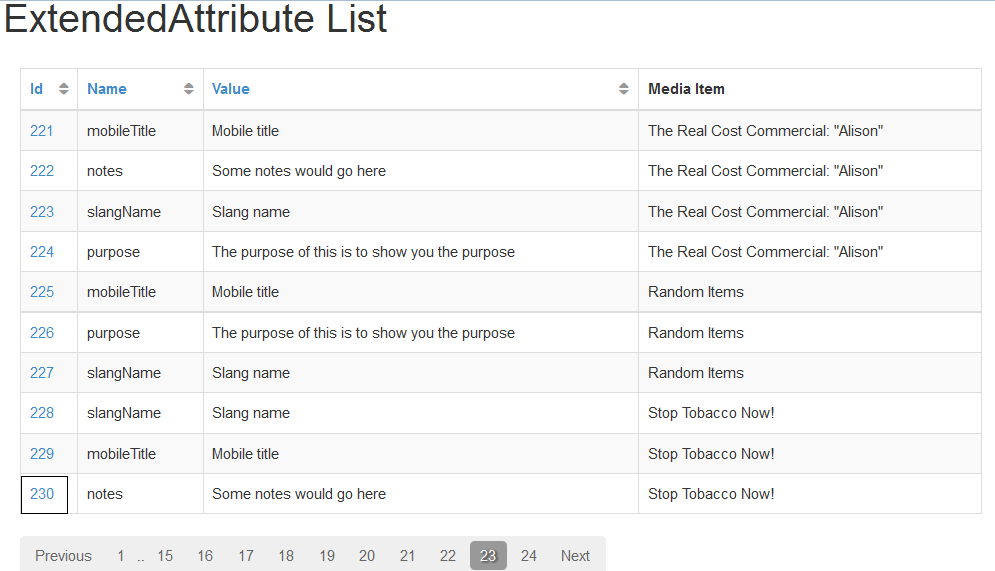 ExtendedAttribute List
Id Name Value Media Item
221 mobileTitle Mobile title The Real Cost Commercial: "Alison"
222 notes Some notes would go here The Real Cost Commercial: "Alison"
223 slangName Slang name The Real Cost Commercial: "Alison"
224 purpose The purpose of this is to show you the purpose The Real Cost Commercial: "Alison"
225 mobileTitle Mobile title Random Items
226 purpose The purpose of this is to show you the purpose Random Items
227 slangName Slang name Random Items
228 slangName Slang name Stop Tobacco Now!
229 mobileTitle Mobile title Stop Tobacco Now!
230 notes Some notes would go here Stop Tobacco Now!
Previous 1 .. 15 16 17 18 19 20 21 22 23 24 Next